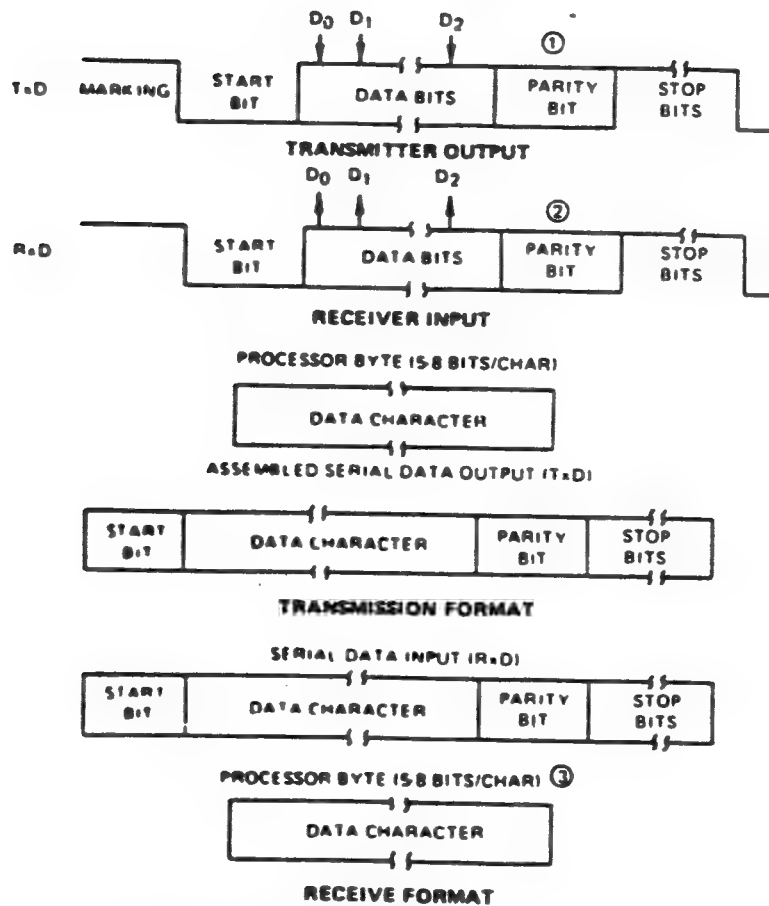 D0 D1 D2 ①
TxD MARKING START BIT DATA BITS PARITY BIT STOP BITS
TRANSMITTER OUTPUT
D0 D1 D2 ②
RxD START BIT DATA BITS PARITY BIT STOP BITS
RECEIVER INPUT
PROCESSOR BYTE (5-8 BITS/CHAR)
DATA CHARACTER
ASSEMBLED SERIAL DATA OUTPUT (TxD)
START BIT DATA CHARACTER PARITY BIT STOP BITS
TRANSMISSION FORMAT
SERIAL DATA INPUT (RxD)
START BIT DATA CHARACTER PARITY BIT STOP BITS
PROCESSOR BYTE (5-8 BITS/CHAR) ③
DATA CHARACTER
RECEIVE FORMAT